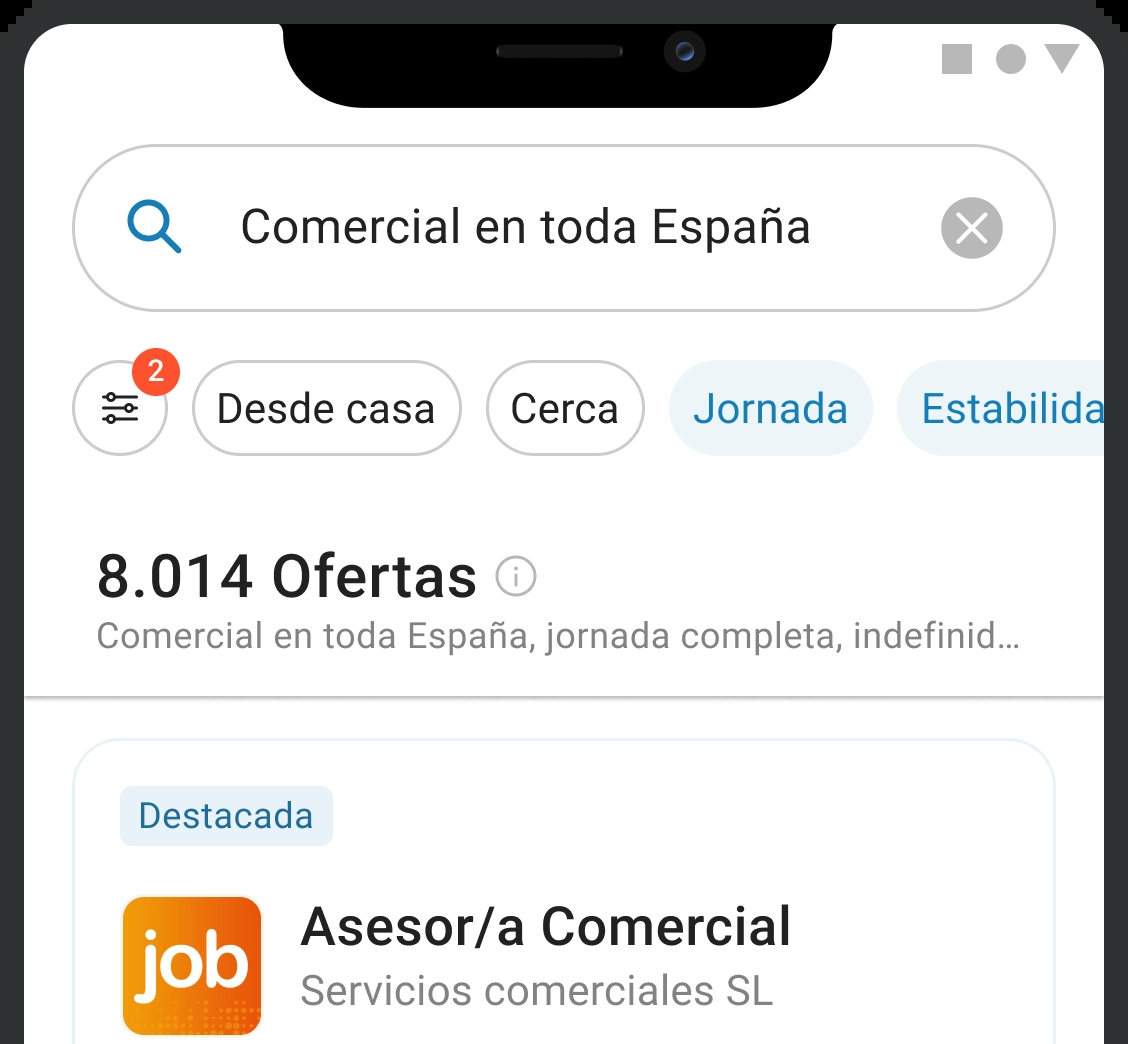 Comercial en toda España
2
Desde casa
Cerca
Jornada
Estabilida
8.014 Ofertas
Comercial en toda España, jornada completa, indefinid...
Destacada
job
Asesor/a Comercial
Servicios comerciales SL